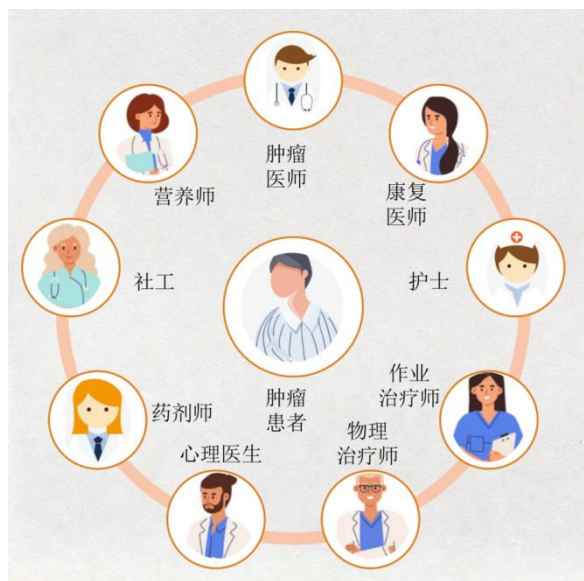 肿瘤
医师
营养师
康复
医师
社工
护士
作业
治疗师
药剂师
肿瘤
患者
物理
治疗师
心理医生